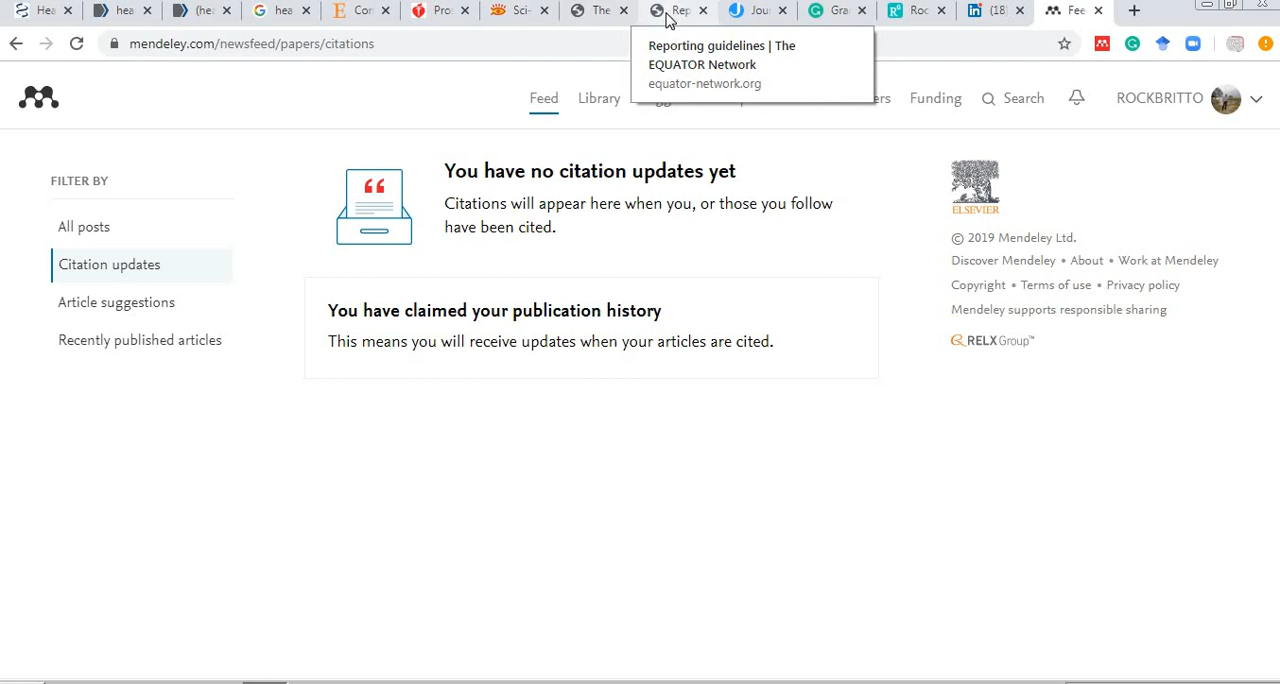 Hea
hea
(hea
hea
Cor
Pro
Sci-
The
Rep
Jou
Gra
Roc
(18)
Fee
mendeley.com/newsfeed/papers/citations
Reporting guidelines | The
EQUATOR Network
equator-network.org
Feed Library Funding Search ROCKBRITTO
FILTER BY
All posts
Citation updates
Article suggestions
Recently published articles
You have no citation updates yet
Citations will appear here when you, or those you follow
have been cited.
You have claimed your publication history
This means you will receive updates when your articles are cited.
ELSEVIER
© 2019 Mendeley Ltd.
Discover Mendeley • About • Work at Mendeley
Copyright • Terms of use • Privacy policy
Mendeley supports responsible sharing
RELX Group™